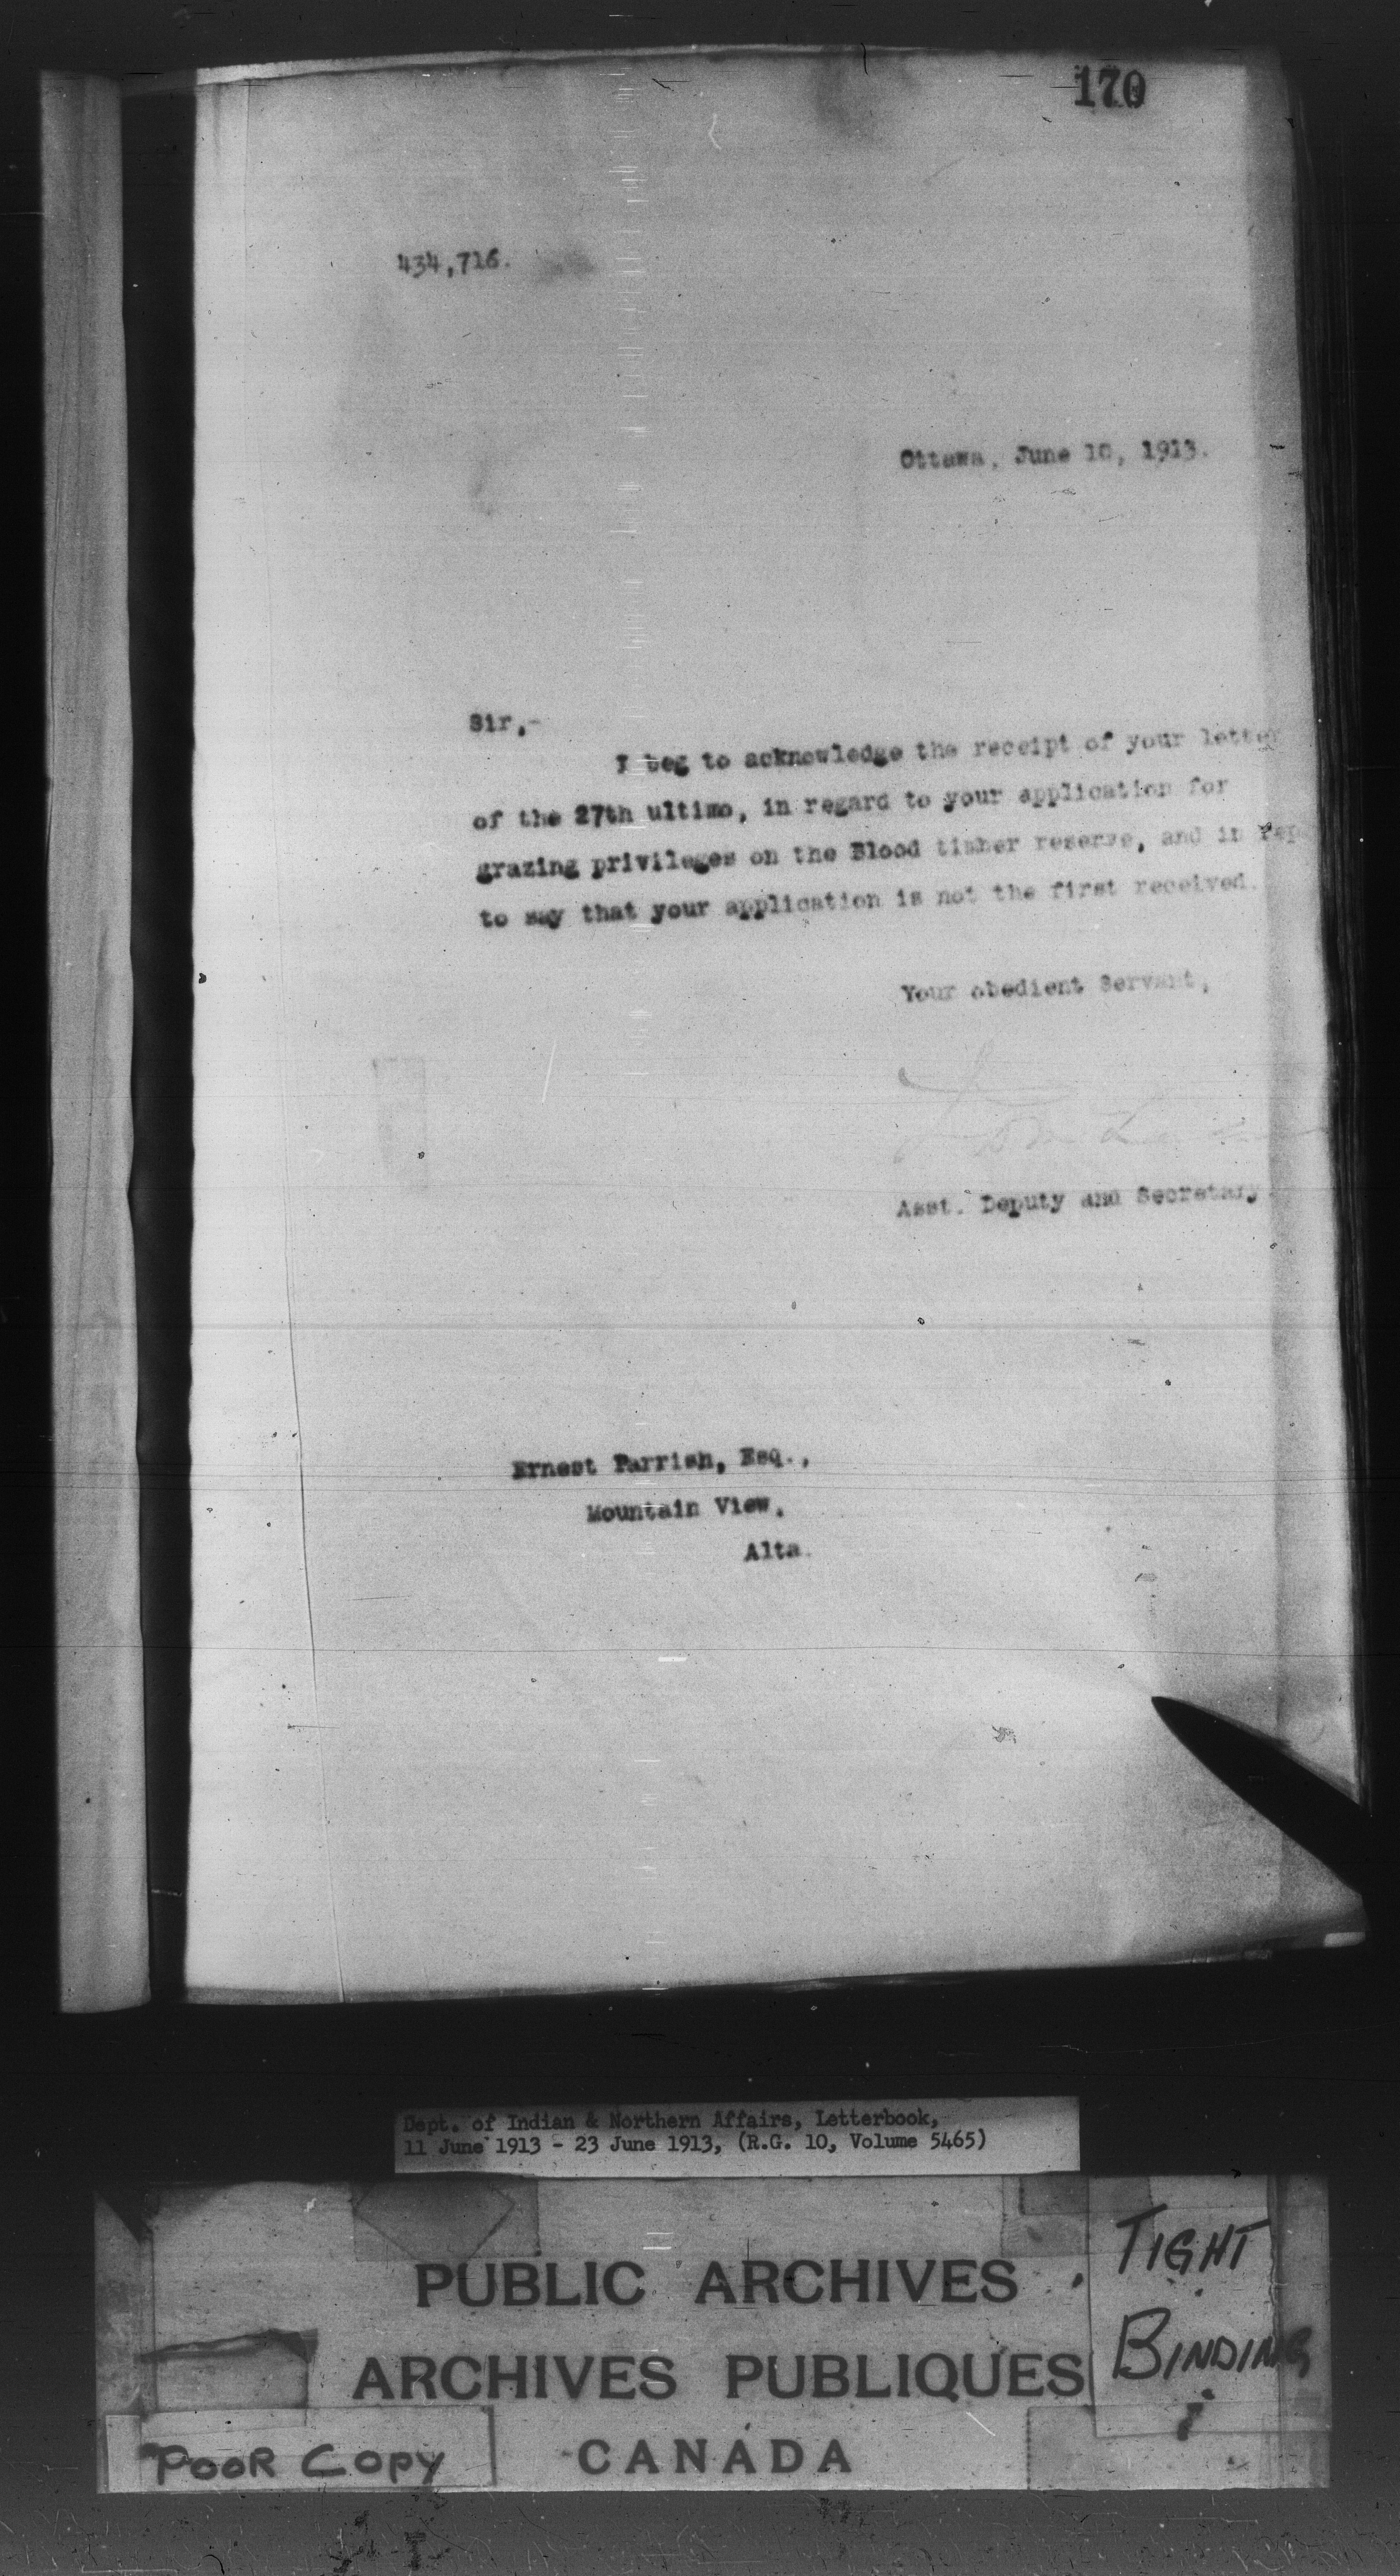 170
434,716.
Ottawa, June 10, 1913.
Sir,-
I beg to acknowledge the receipt of your letter
of the 27th ultimo, in regard to your application for
grazing privileges on the Blood timber reserve, and in rep
to say that your application is not the first received.
Your obedient Servant,
Asst. Deputy and Secretary
Ernest Parrish, Esq.,
Mountain View,
Alta.
Dept. of Indian & Northern Affairs, Letterbook,
11 June 1913 - 23 June 1913, (R.G. 10, Volume 5465)
TIGHT
BINDING
PUBLIC ARCHIVES
ARCHIVES PUBLIQUES
CANADA
POOR COPY